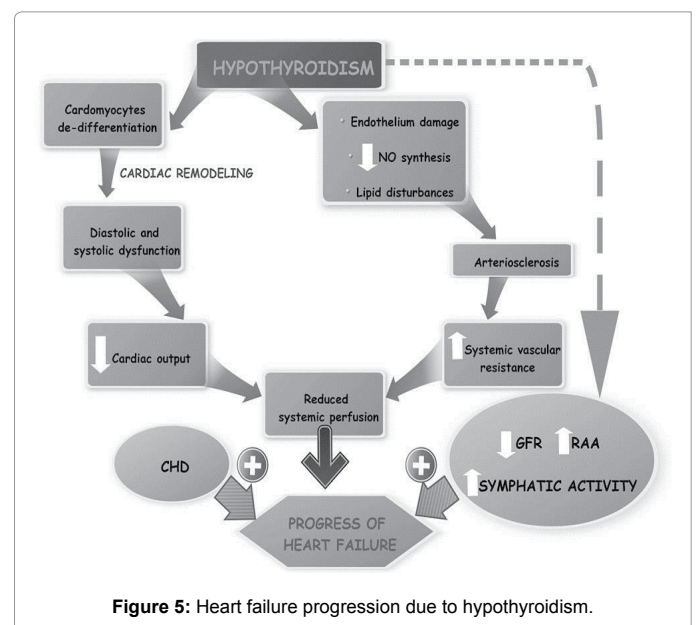 HYPOTHYROIDISM
Cardomyocytes
de-differentiation
Endothelium damage
NO synthesis
Lipid disturbances
CARDIAC REMODELING
Diastolic and
systolic dysfunction
Arteriosclerosis
Cardiac output
Systemic vascular
resistance
Reduced
systemic perfusion
CHD
GFR RAA
SYMPHATIC ACTIVITY
PROGRESS OF
HEART FAILURE
Figure 5: Heart failure progression due to hypothyroidism.